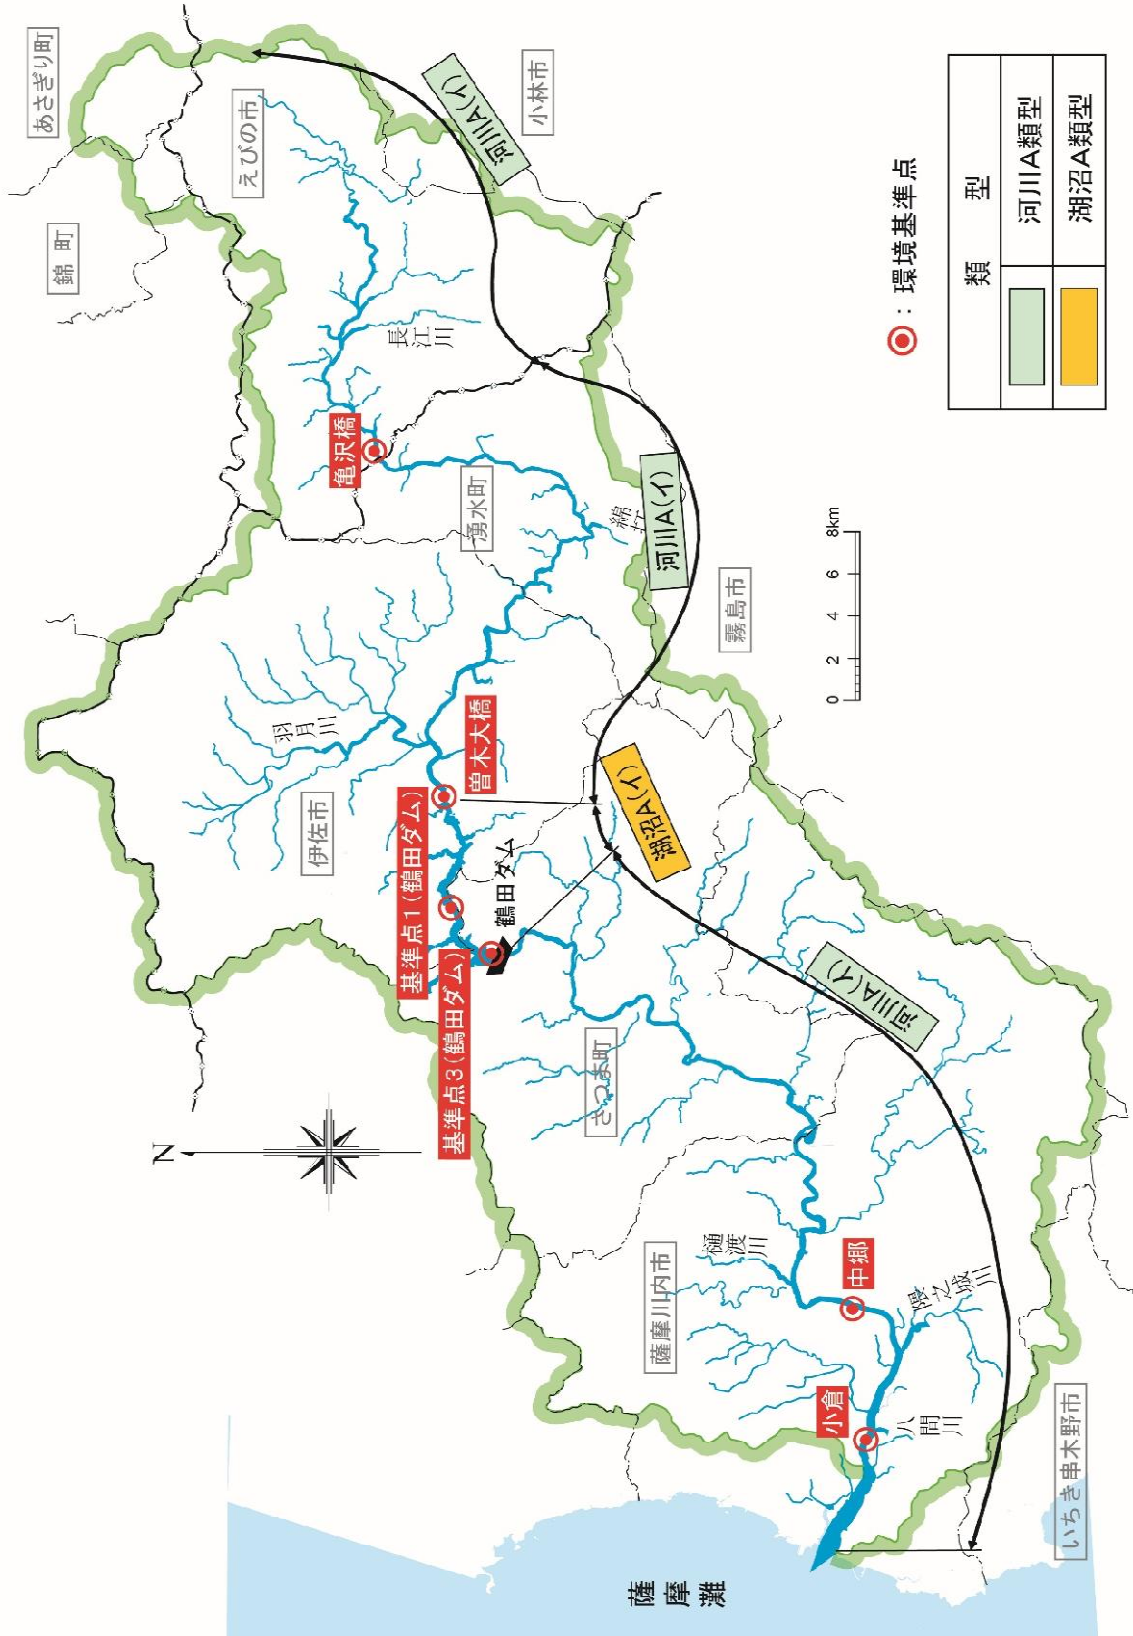 あさぎり町
錦 町
えびの市
小林市
河川A(イ)
長江川
亀沢橋
湧水町
河川A(イ)
霧島市
羽月川
曽木大橋
伊佐市
基準点1(鶴田ダム)
鶴田ダム
湖沼A(イ)
基準点3(鶴田ダム)
さつま町
河川A(イ)
N
樋渡川
薩摩川内市
中郷
隈之城川
小倉
八間川
いちき串木野市
薩摩灘
0 2 4 6 8km
:環境基準点
類 型
河川A類型
湖沼A類型